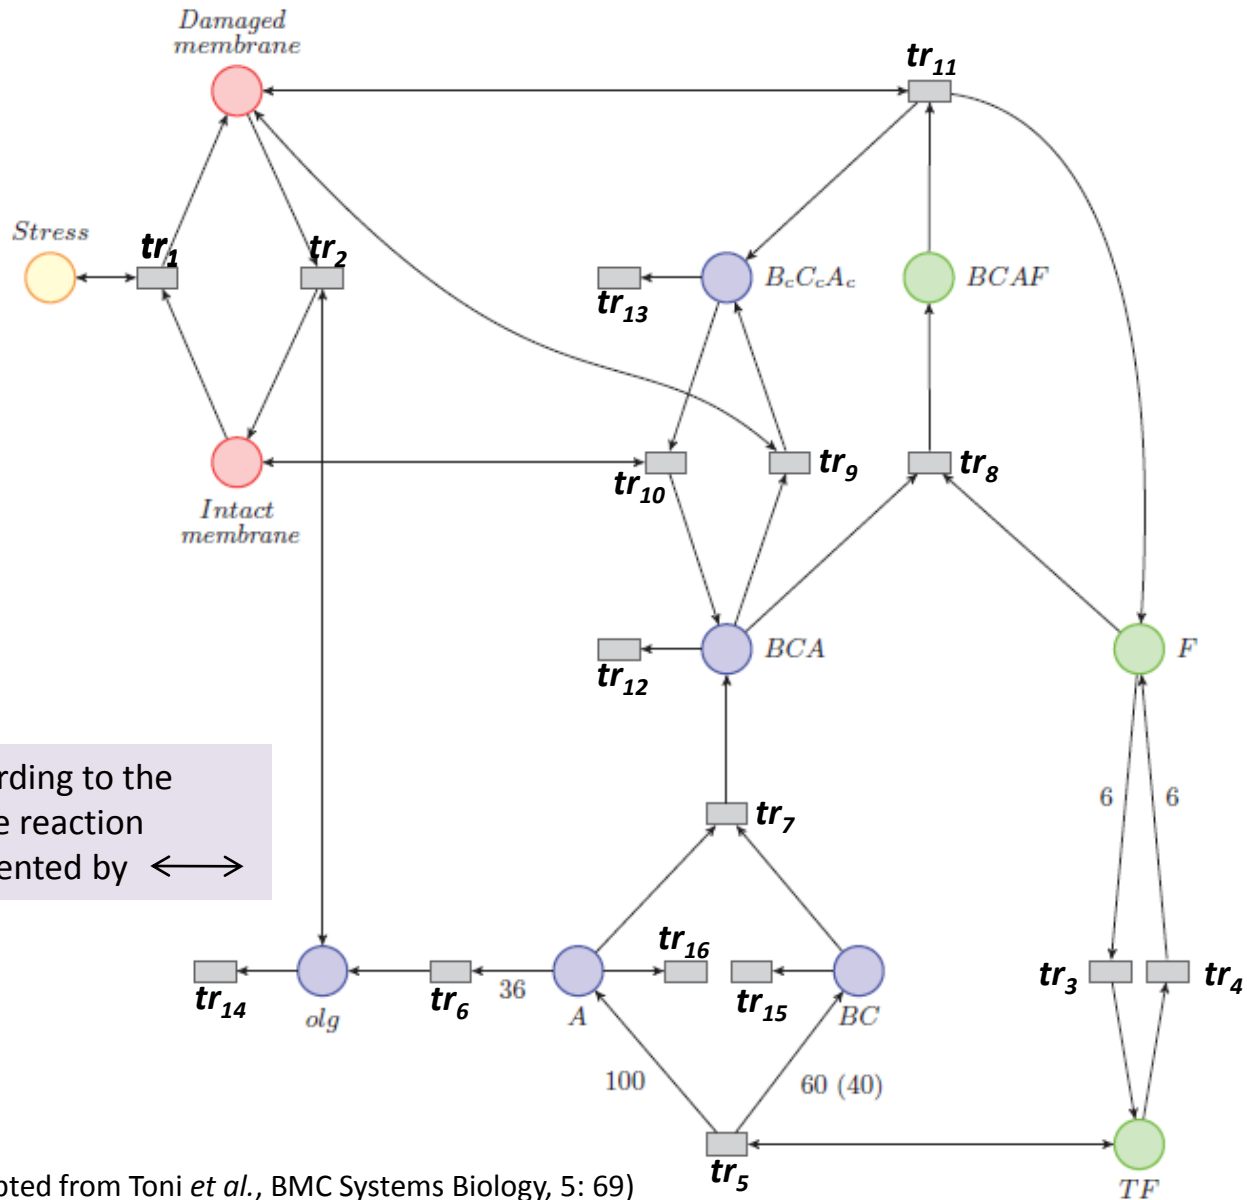 Damaged
membrane
tr11
Stress
tr1
tr2
BcCcAc
BCAF
tr13
tr10
tr9
tr8
Intact
membrane
BCA
F
tr12
rding to the
e reaction
ented by
tr7
6
6
tr16
tr3
tr4
tr14
tr6
36
tr15
olg
A
BC
100
60 (40)
tr5
TF
pted from Toni et al., BMC Systems Biology, 5: 69)